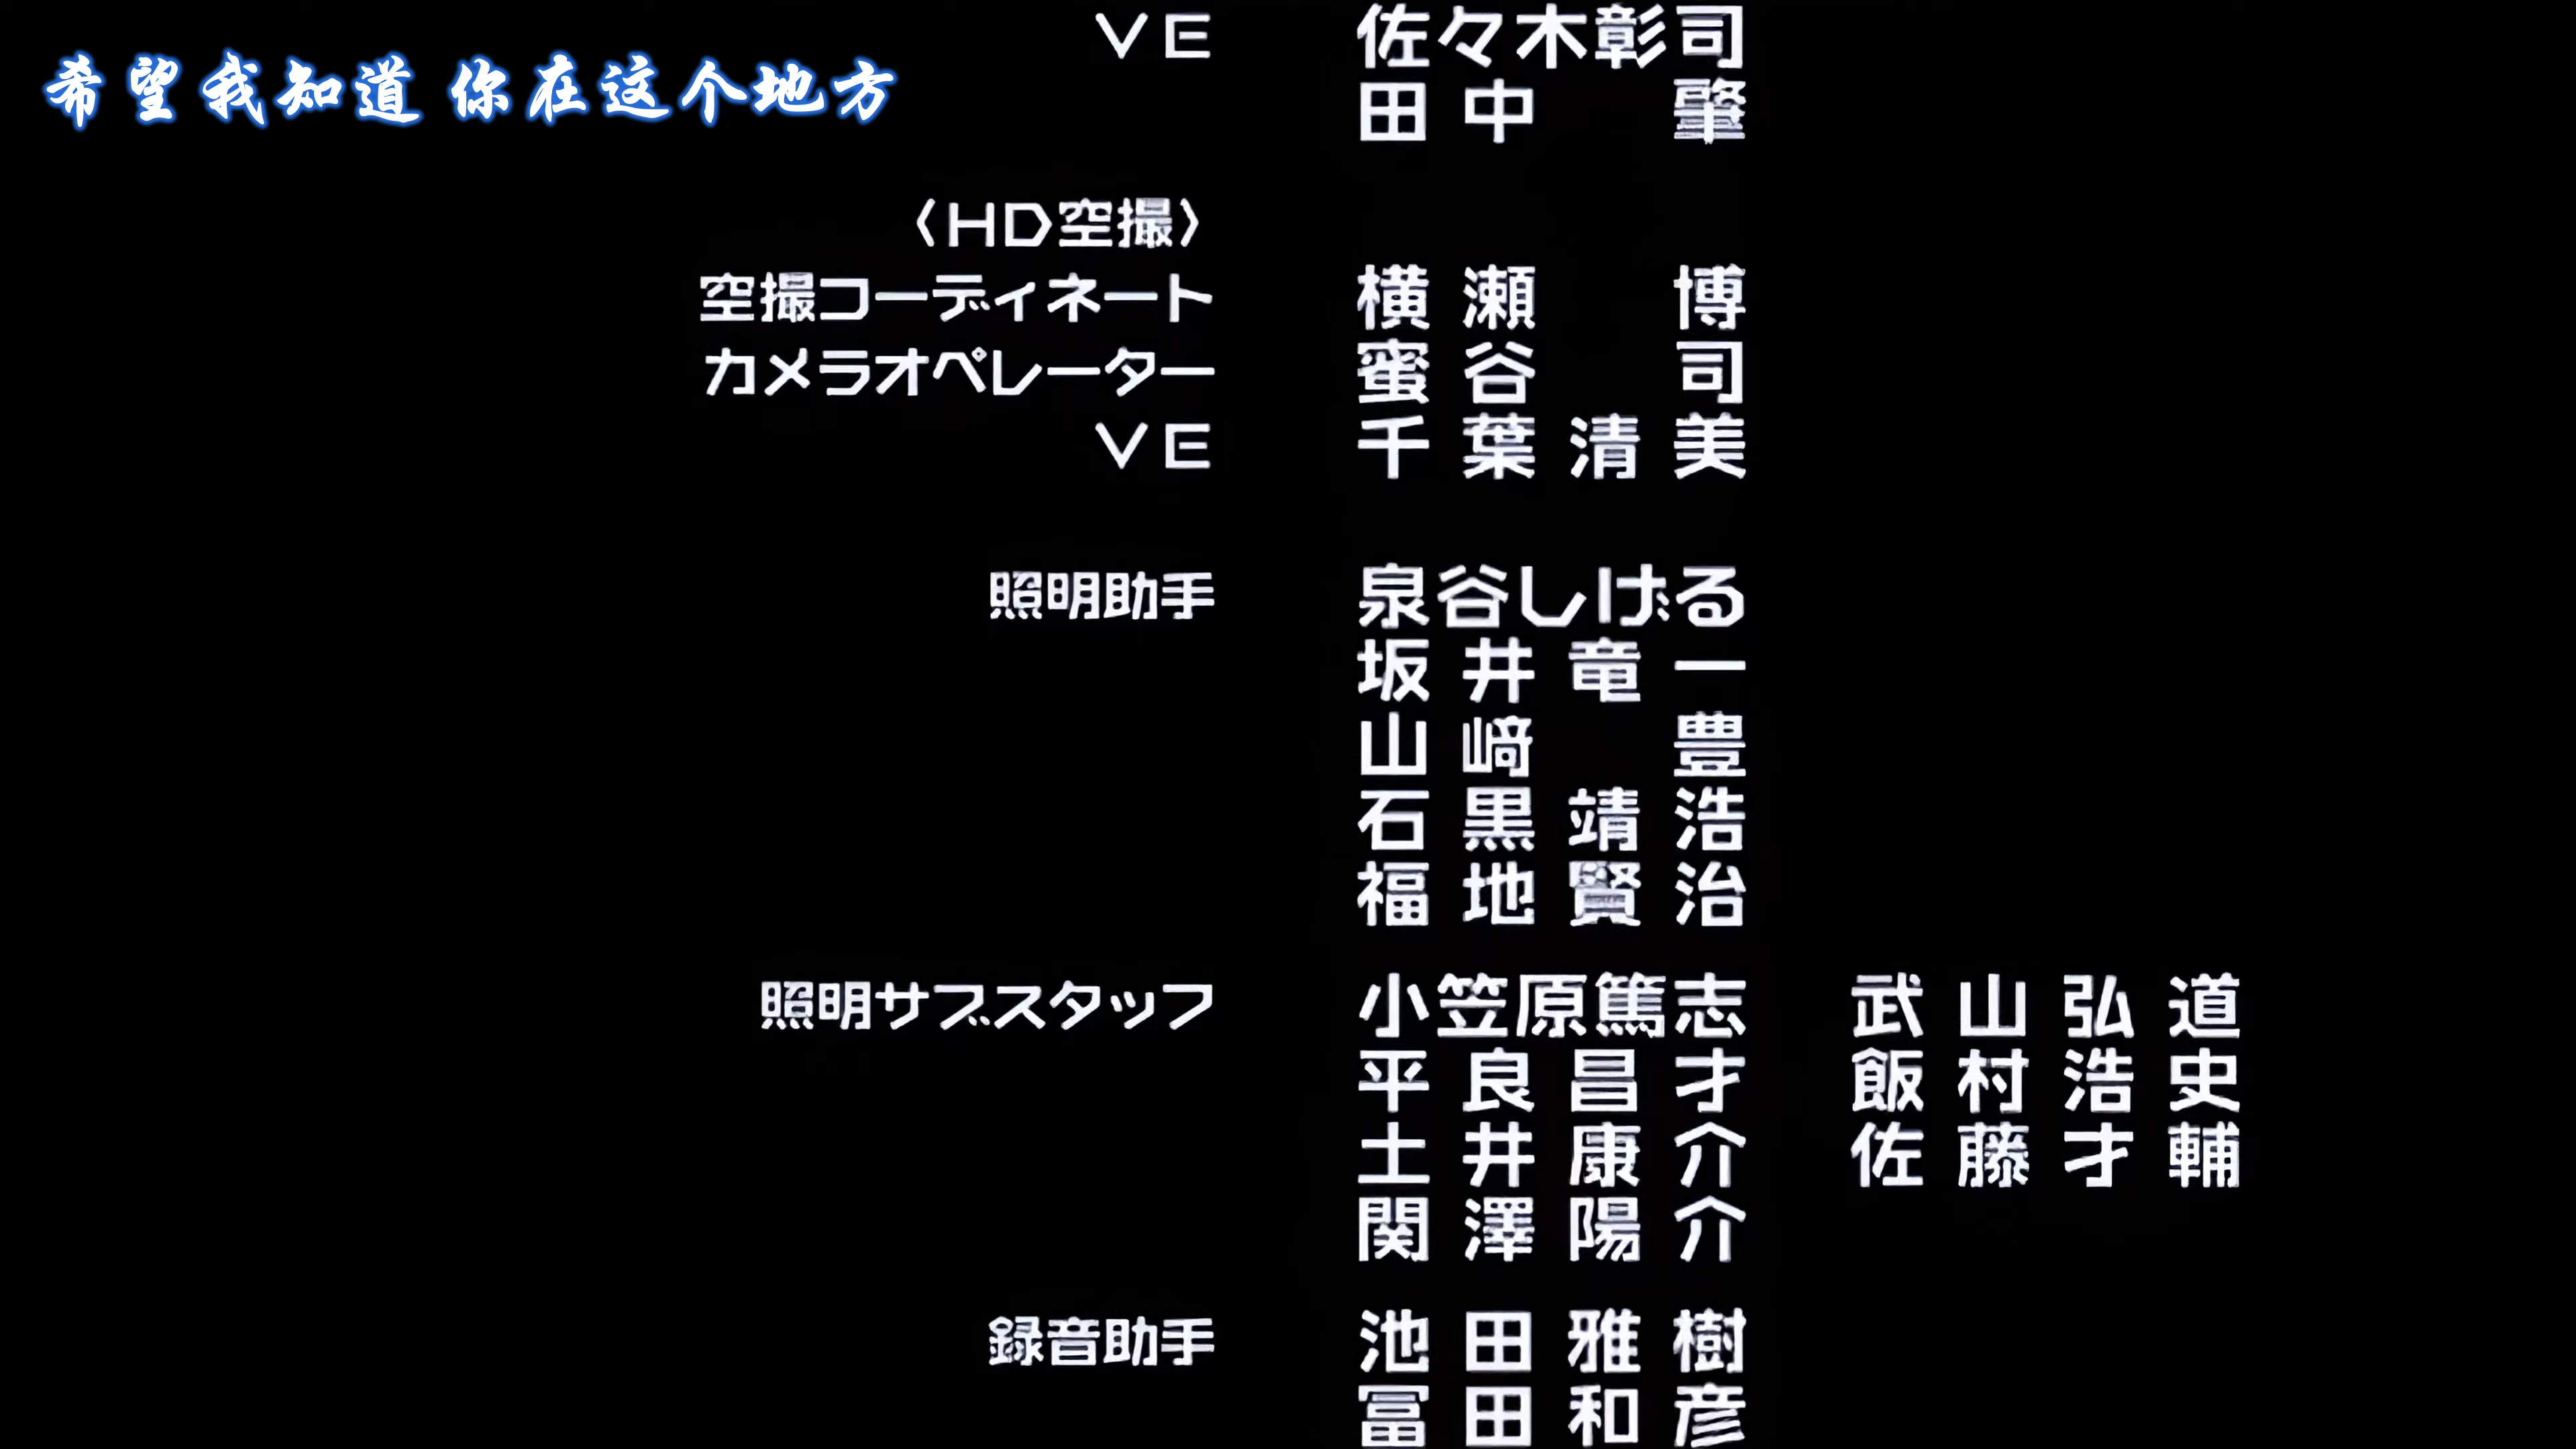 希望我知道 你在这个地方
VE 佐々木彰司
田中 肇
〈HD空撮〉
空撮コーディネート 横瀬 博
カメラオペレーター 蜜谷 司
VE 千葉清美
照明助手 泉谷しげる
坂井竜一
山﨑 豊
石黒靖浩
福地賢治
照明サブスタッフ 小笠原篤志 武山弘道
平良昌才 飯村浩史
土井康介 佐藤才輔
関澤陽介
録音助手 池田雅樹
冨田和彦